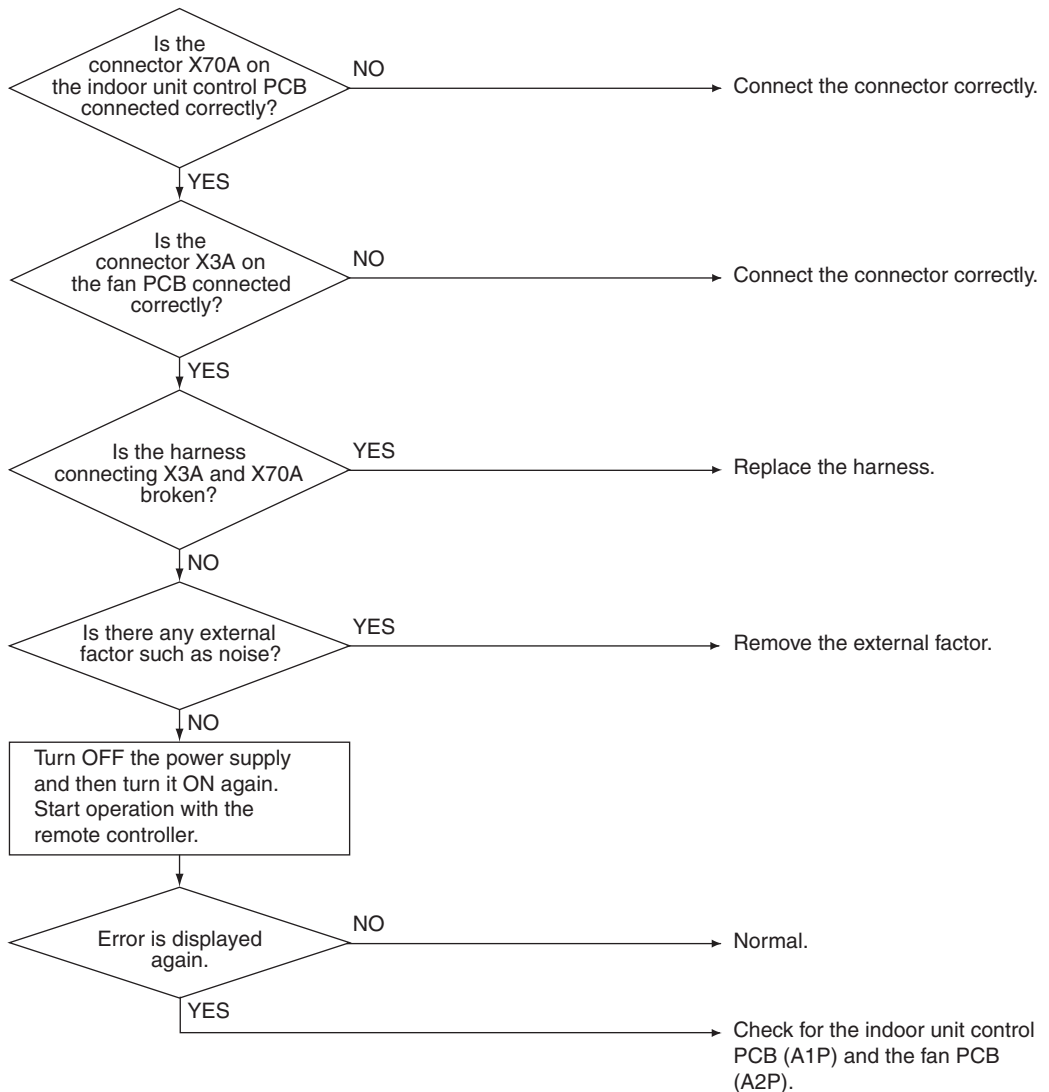 Is the
connector X70A on
the indoor unit control PCB
connected correctly?
NO
Connect the connector correctly.
YES
Is the
connector X3A on
the fan PCB connected
correctly?
NO
Connect the connector correctly.
YES
Is the harness
connecting X3A and X70A
broken?
YES
Replace the harness.
NO
Is there any external
factor such as noise?
YES
Remove the external factor.
NO
Turn OFF the power supply
and then turn it ON again.
Start operation with the
remote controller.
Error is displayed
again.
NO
Normal.
YES
Check for the indoor unit control
PCB (A1P) and the fan PCB
(A2P).